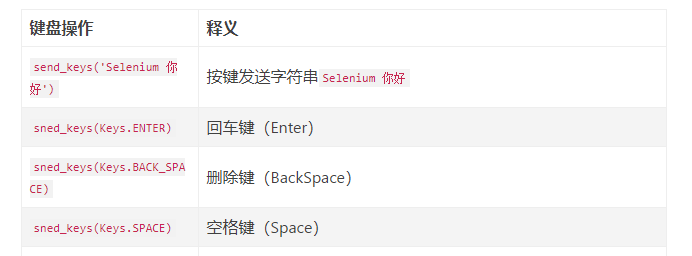 键盘操作 释义
send_keys('Selenium 你
好') 按键发送字符串 Selenium 你好
sned_keys(Keys.ENTER) 回车键（Enter）
sned_keys(Keys.BACK_SPA
CE) 删除键（BackSpace）
sned_keys(Keys.SPACE) 空格键（Space）